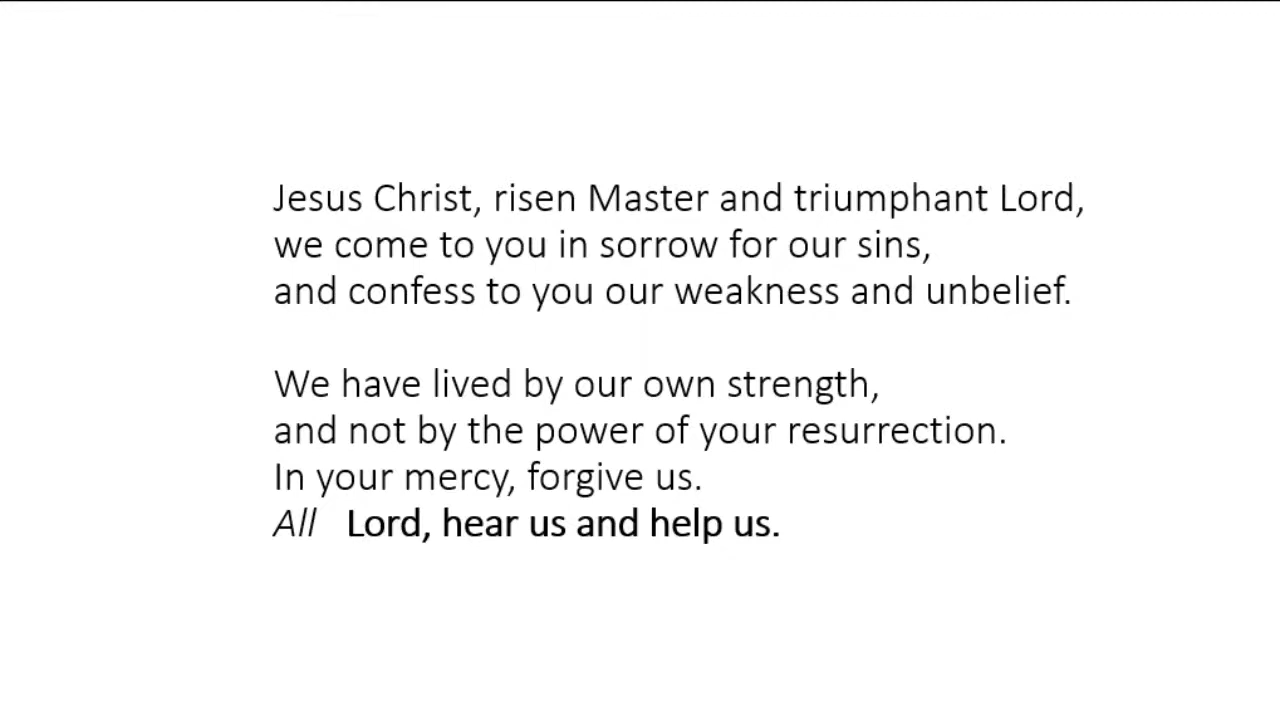 Jesus Christ, risen Master and triumphant Lord,
we come to you in sorrow for our sins,
and confess to you our weakness and unbelief.
We have lived by our own strength,
and not by the power of your resurrection.
In your mercy, forgive us.
All Lord, hear us and help us.